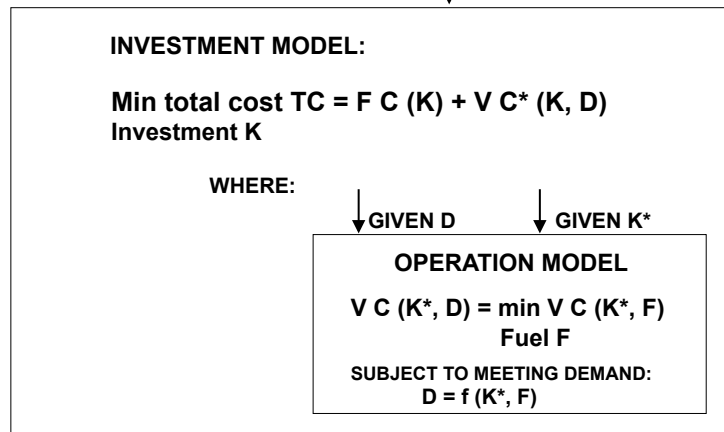 INVESTMENT MODEL:
Min total cost TC = F C (K) + V C* (K, D)
Investment K
WHERE:
GIVEN D GIVEN K*
OPERATION MODEL
V C (K*, D) = min V C (K*, F)
Fuel F
SUBJECT TO MEETING DEMAND:
D = f (K*, F)